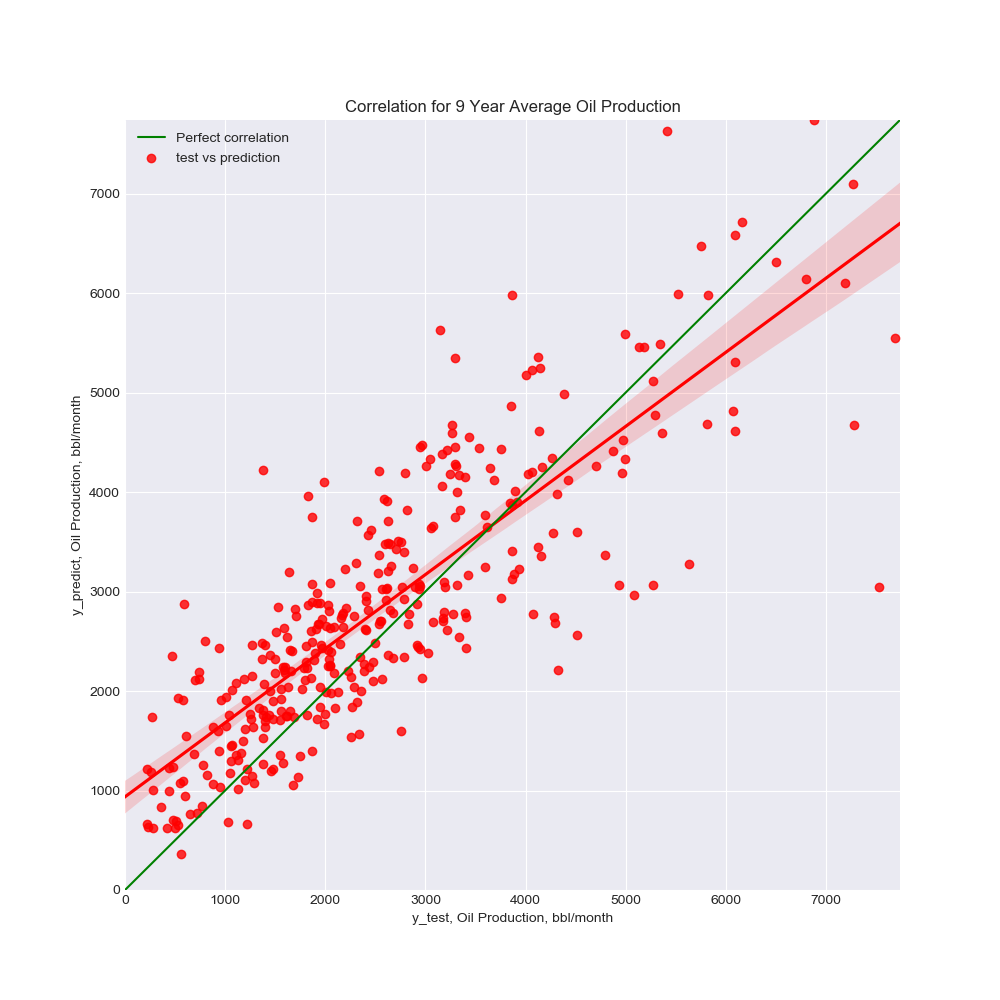 Correlation for 9 Year Average Oil Production
Perfect correlation
test vs prediction
y_predict, Oil Production, bbl/month
7000
6000
5000
4000
3000
2000
1000
0
0 1000 2000 3000 4000 5000 6000 7000
y_test, Oil Production, bbl/month